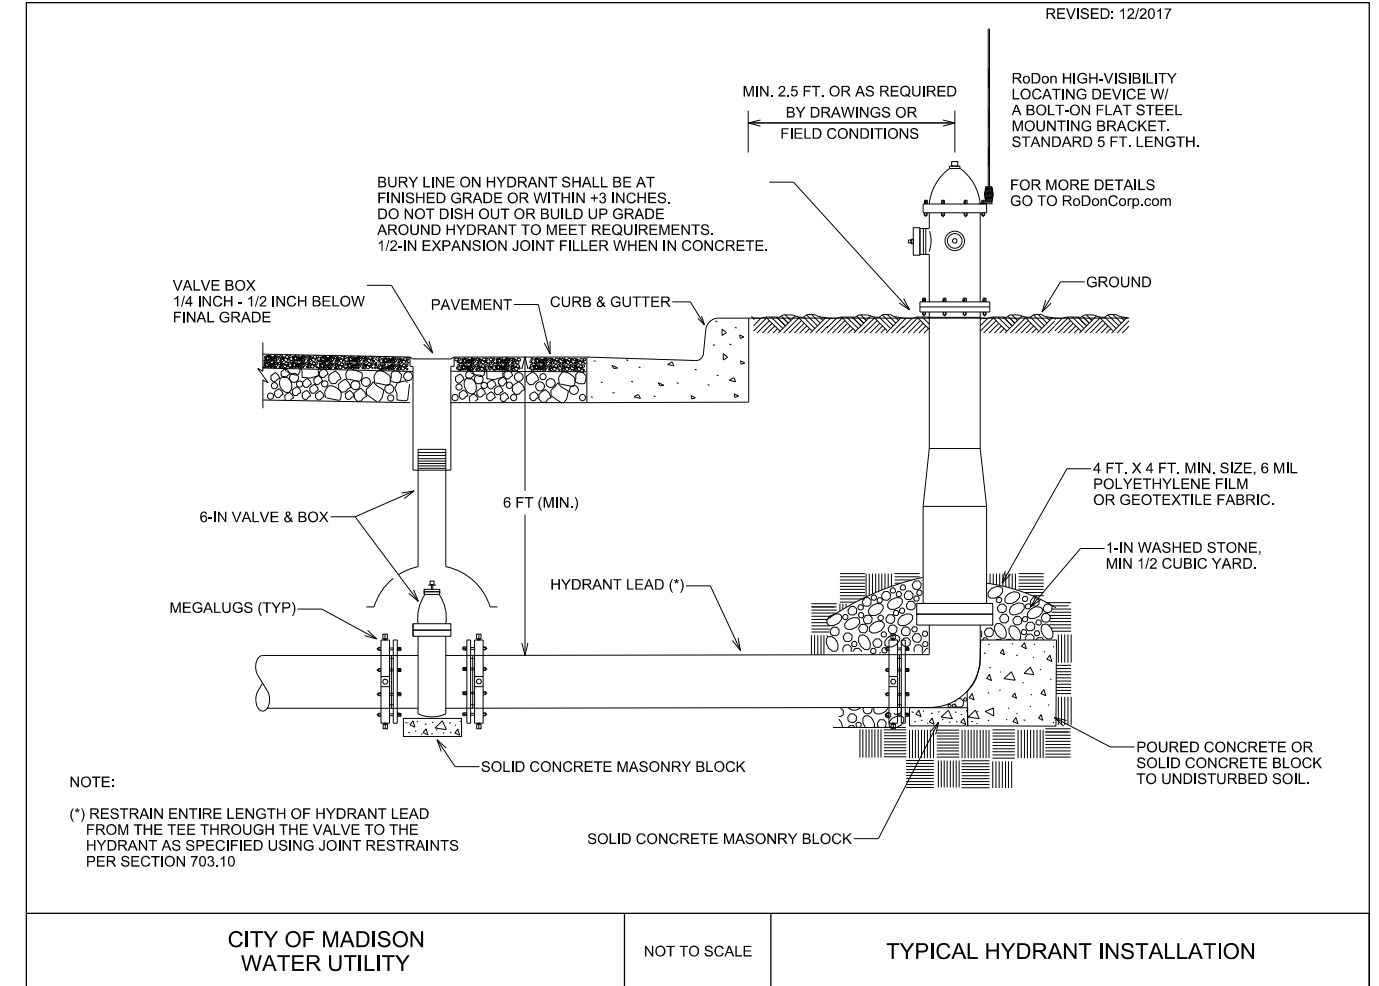 REVISED: 12/2017
RoDon HIGH-VISIBILITY
LOCATING DEVICE W/
A BOLT-ON FLAT STEEL
MOUNTING BRACKET.
STANDARD 5 FT. LENGTH.
FOR MORE DETAILS
GO TO RoDonCorp.com
MIN. 2.5 FT. OR AS REQUIRED
BY DRAWINGS OR
FIELD CONDITIONS
BURY LINE ON HYDRANT SHALL BE AT
FINISHED GRADE OR WITHIN +3 INCHES.
DO NOT DISH OUT OR BUILD UP GRADE
AROUND HYDRANT TO MEET REQUIREMENTS.
1/2-IN EXPANSION JOINT FILLER WHEN IN CONCRETE.
VALVE BOX
1/4 INCH - 1/2 INCH BELOW
FINAL GRADE
PAVEMENT
CURB & GUTTER
GROUND
4 FT. X 4 FT. MIN. SIZE, 6 MIL
POLYETHYLENE FILM
OR GEOTEXTILE FABRIC.
6 FT (MIN.)
6-IN VALVE & BOX
1-IN WASHED STONE,
MIN 1/2 CUBIC YARD.
HYDRANT LEAD (*)
MEGALUGS (TYP)
SOLID CONCRETE MASONRY BLOCK
POURED CONCRETE OR
SOLID CONCRETE BLOCK
TO UNDISTURBED SOIL.
SOLID CONCRETE MASONRY BLOCK
NOTE:
(*) RESTRAIN ENTIRE LENGTH OF HYDRANT LEAD
FROM THE TEE THROUGH THE VALVE TO THE
HYDRANT AS SPECIFIED USING JOINT RESTRAINTS
PER SECTION 703.10
CITY OF MADISON
WATER UTILITY
NOT TO SCALE
TYPICAL HYDRANT INSTALLATION